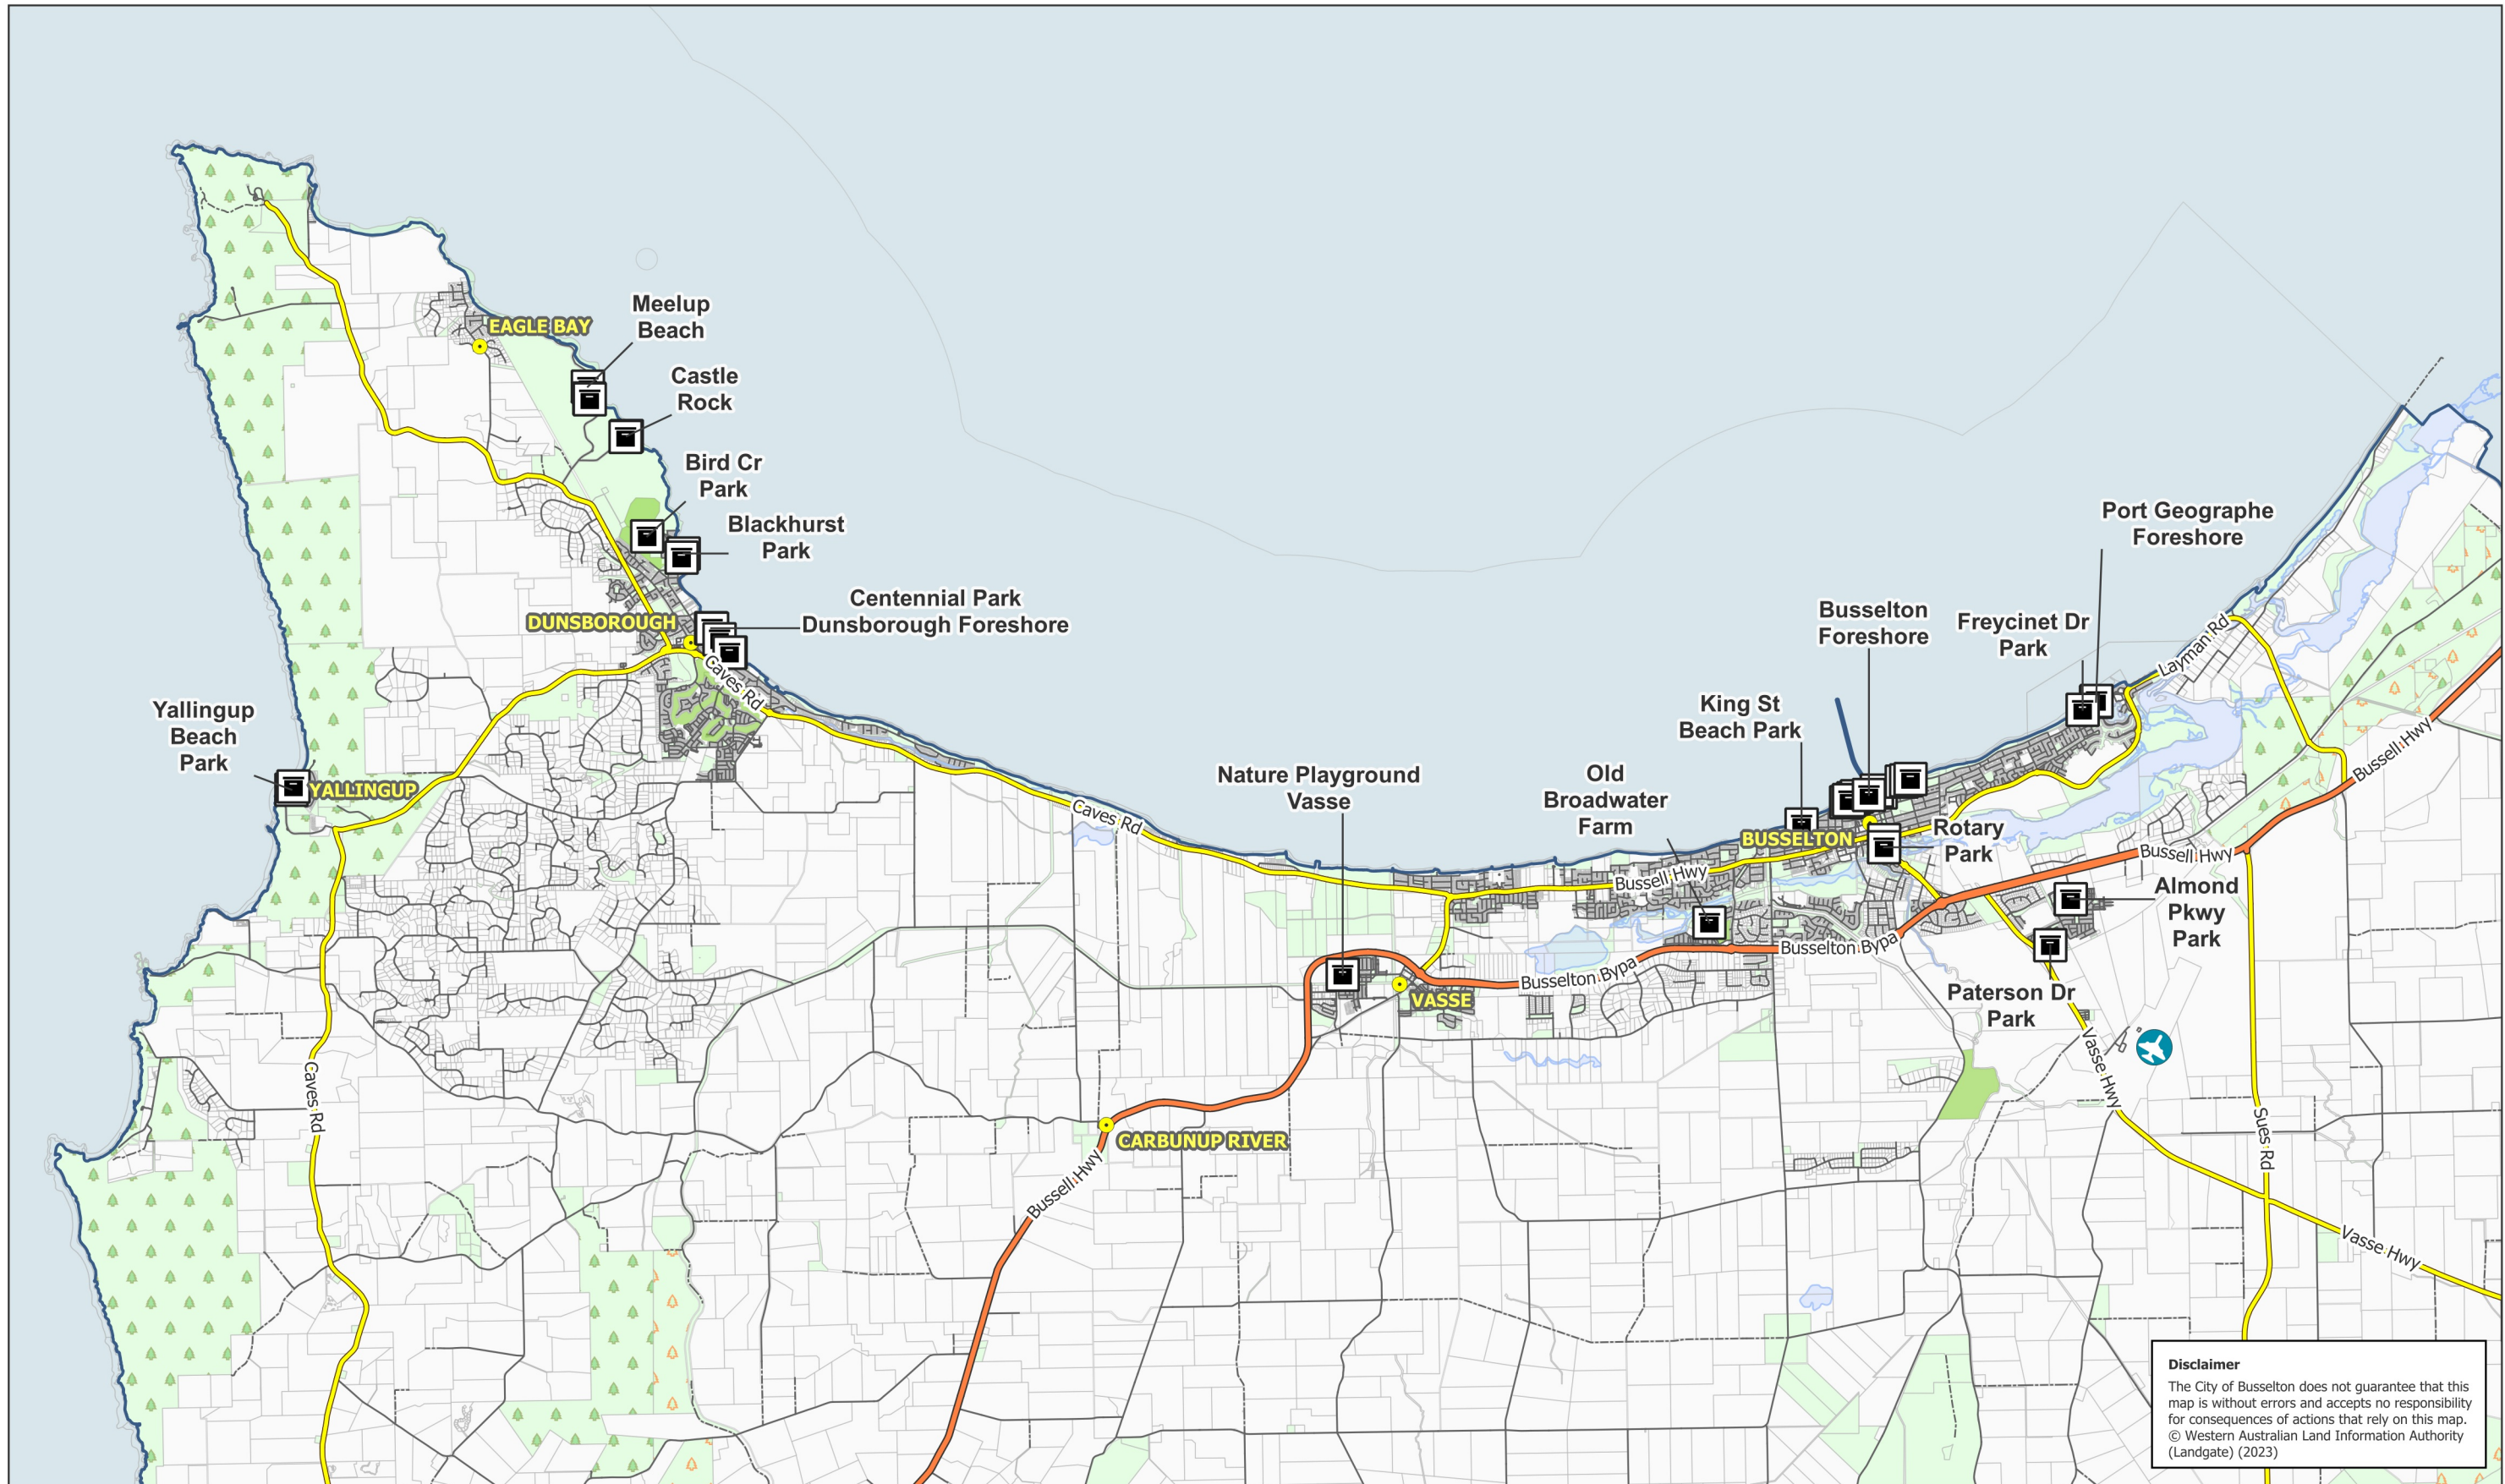 EAGLE BAY
Meelup
Beach
Castle
Rock
Bird Cr
Park
Blackhurst
Park
Centennial Park
Dunsborough Foreshore
DUNSBOROUGH
Caves Rd
Yallingup
Beach
Park
YALLINGUP
Caves Rd
Nature Playground
Vasse
Old
Broadwater
Farm
King St
Beach Park
Busselton
Foreshore
Freycinet Dr
Park
Port Geographe
Foreshore
Layman Rd
Bussell Hwy
BUSSELTON
Rotary
Park
Bussell Hwy
Bussell Hwy
Almond
Pkwy
Park
Busselton Bypa
Busselton Bypa
VASSE
Paterson Dr
Park
Vasse Hwy
Caves Rd
CARBUNUP RIVER
Bussell Hwy
Sues Rd
Vasse Hwy
Disclaimer
The City of Busselton does not guarantee that this
map is without errors and accepts no responsibility
for consequences of actions that rely on this map.
© Western Australian Land Information Authority
(Landgate) (2023)